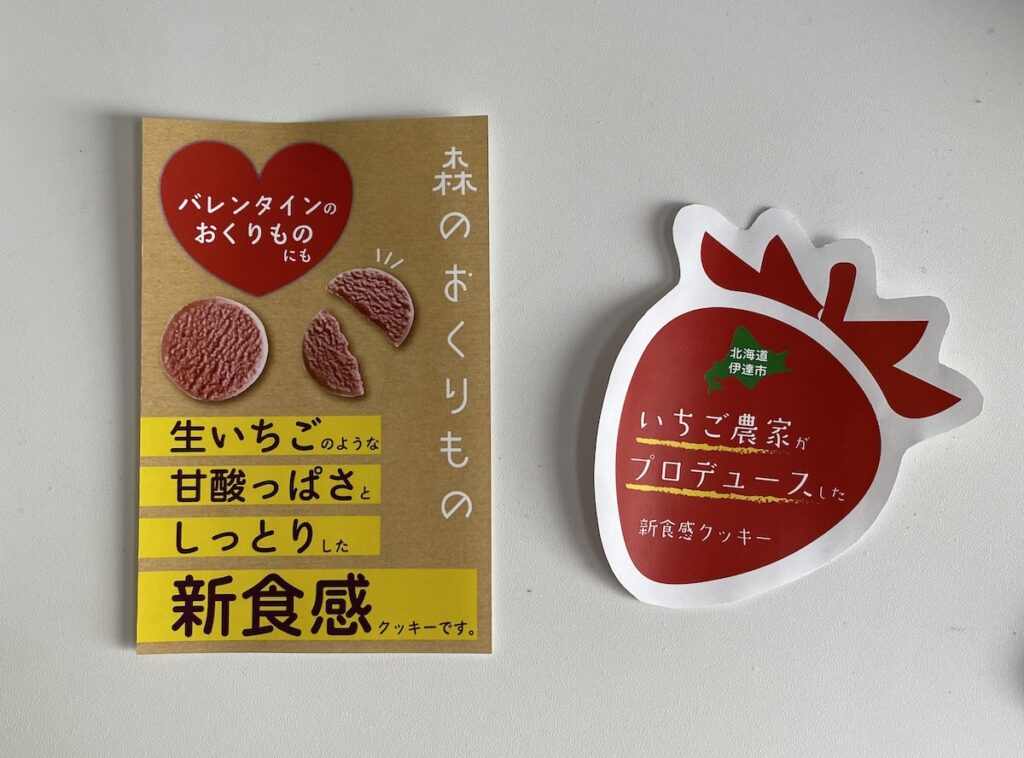 バレンタインの
おくりもの
にも
森のおくりもの
生いちごのような
甘酸っぱさと
しっとりした
新食感クッキーです。
北海道
伊達市
いちご農家が
プロデュースした
新食感クッキー